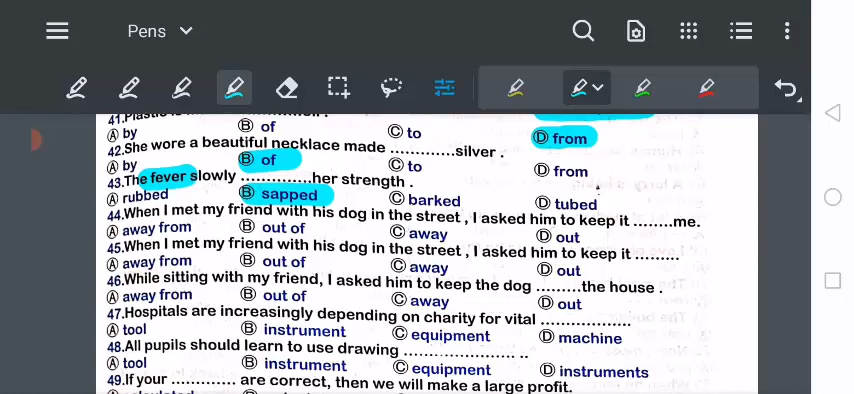 Pens
41.Plastic is
Ⓐ by Ⓑ of Ⓒ to Ⓓ from
42.She wore a beautiful necklace made .............silver .
Ⓐ by Ⓑ of Ⓒ to Ⓓ from
43.The fever slowly ..............her strength .
Ⓐ rubbed Ⓑ sapped Ⓒ barked Ⓓ tubed
44.When I met my friend with his dog in the street , I asked him to keep it ........me.
Ⓐ away from Ⓑ out of Ⓒ away Ⓓ out
45.When I met my friend with his dog in the street , I asked him to keep it .........
Ⓐ away from Ⓑ out of Ⓒ away Ⓓ out
46.While sitting with my friend, I asked him to keep the dog .........the house .
Ⓐ away from Ⓑ out of Ⓒ away Ⓓ out
47.Hospitals are increasingly depending on charity for vital ..................
Ⓐ tool Ⓑ instrument Ⓒ equipment Ⓓ machine
48.All pupils should learn to use drawing ...................... ..
Ⓐ tool Ⓑ instrument Ⓒ equipment Ⓓ instruments
49.If your ............. are correct, then we will make a large profit.